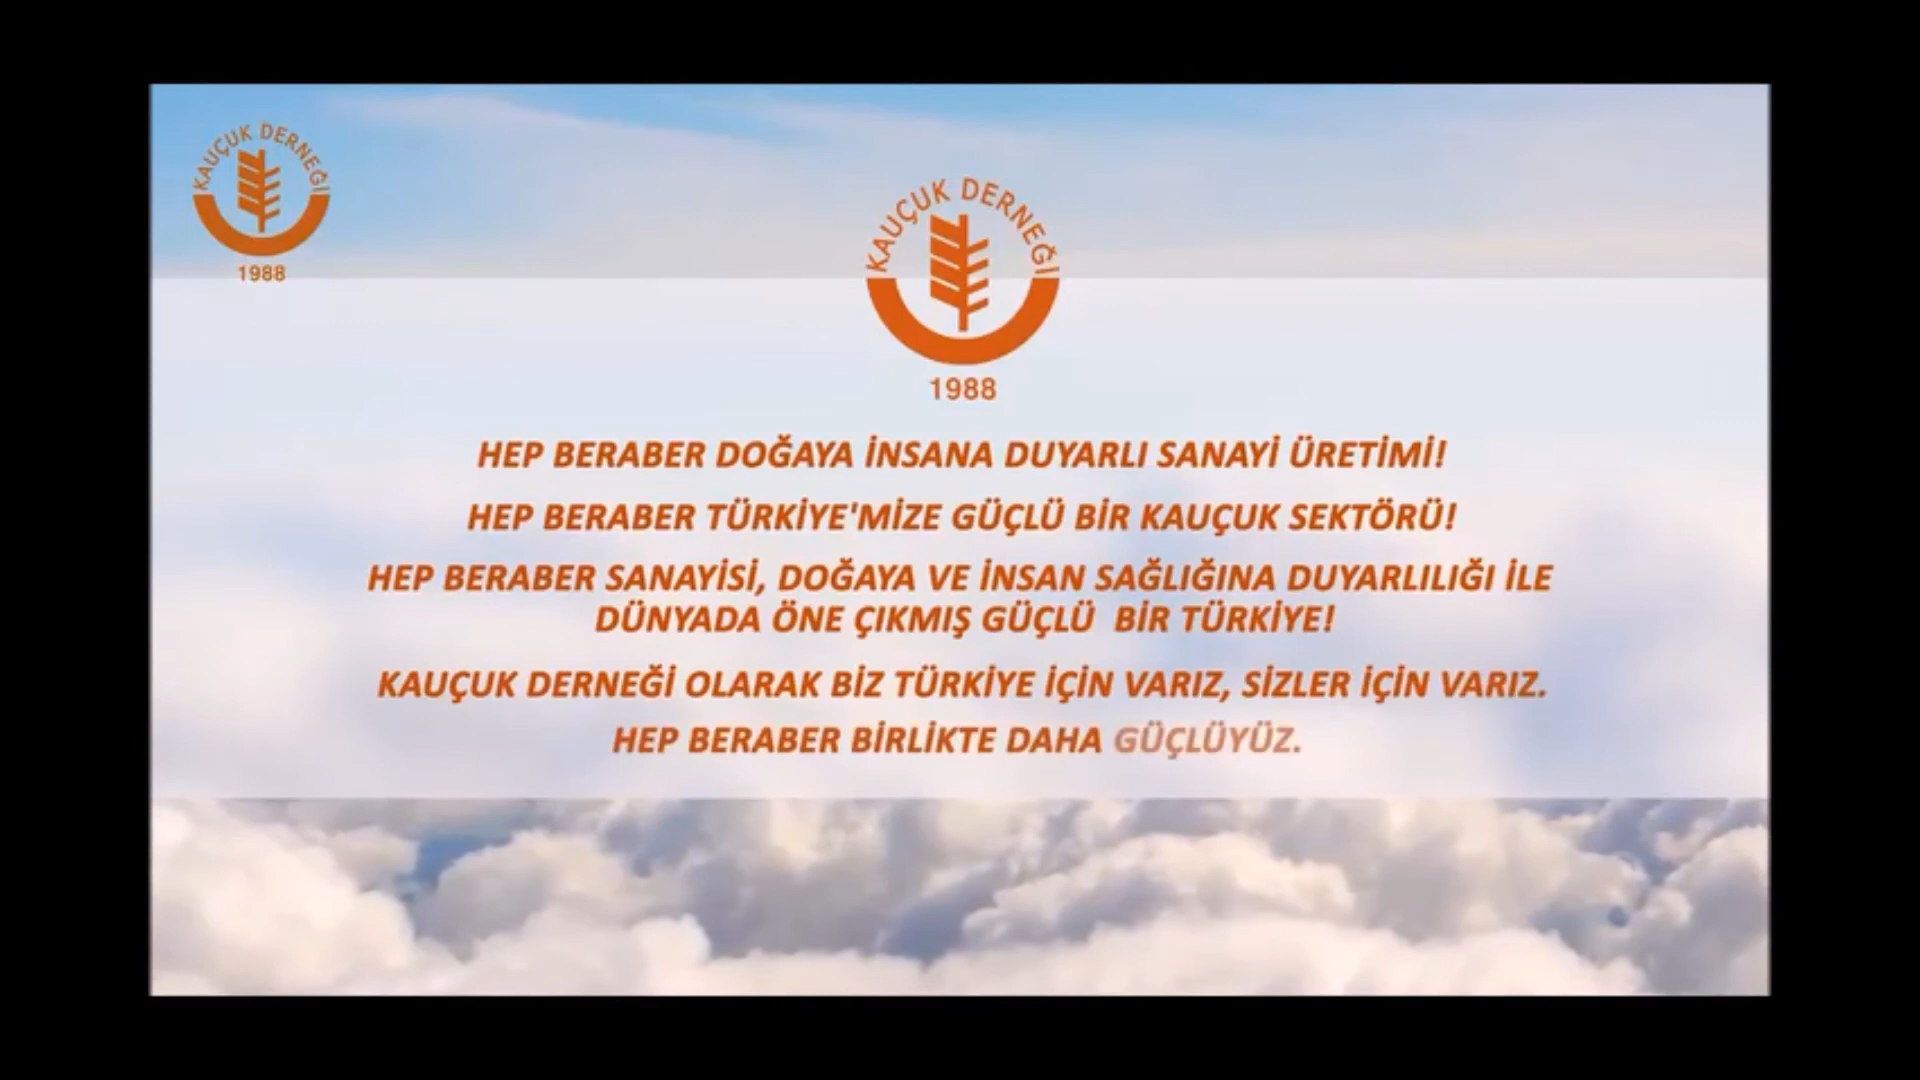 KAUÇUK DERNEĞİ
1988
KAUÇUK DERNEĞİ
1988
HEP BERABER DOĞAYA İNSANA DUYARLI SANAYİ ÜRETİMİ!
HEP BERABER TÜRKİYE'MİZE GÜÇLÜ BİR KAUÇUK SEKTÖRÜ!
HEP BERABER SANAYİSİ, DOĞAYA VE İNSAN SAĞLIĞINA DUYARLILIĞI İLE
DÜNYADA ÖNE ÇIKMIŞ GÜÇLÜ BİR TÜRKİYE!
KAUÇUK DERNEĞİ OLARAK BİZ TÜRKİYE İÇİN VARIZ, SİZLER İÇİN VARIZ.
HEP BERABER BİRLİKTE DAHA GÜÇLÜYÜZ.